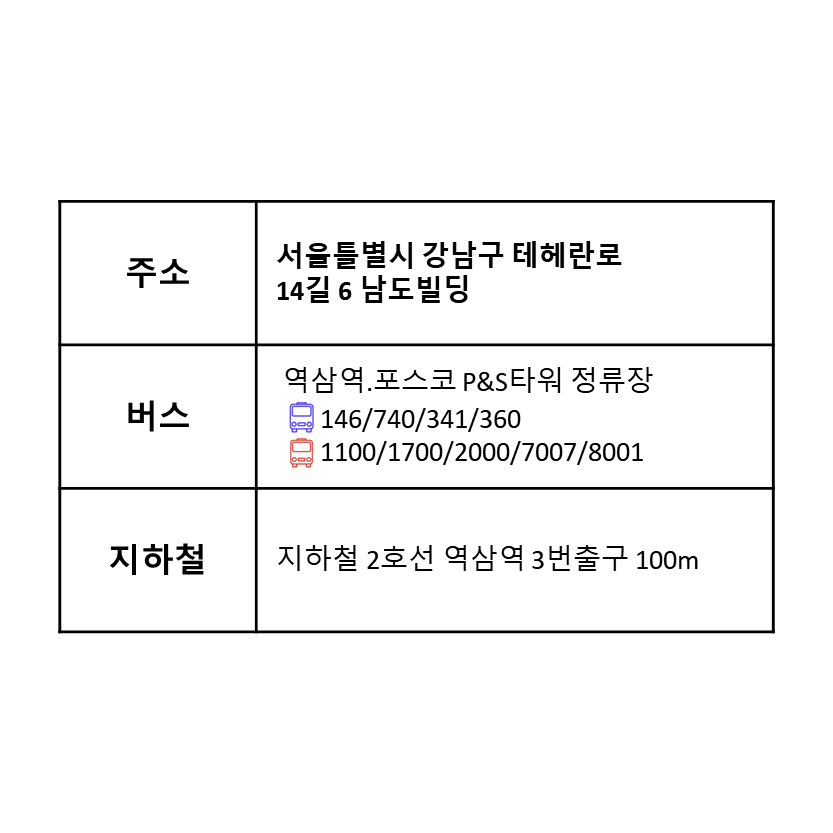 주소
서울틀별시 강남구 테헤란로
14길 6 남도빌딩
버스
역삼역.포스코 P&S타워 정류장
146/740/341/360
1100/1700/2000/7007/8001
지하철
지하철 2호선 역삼역 3번출구 100m